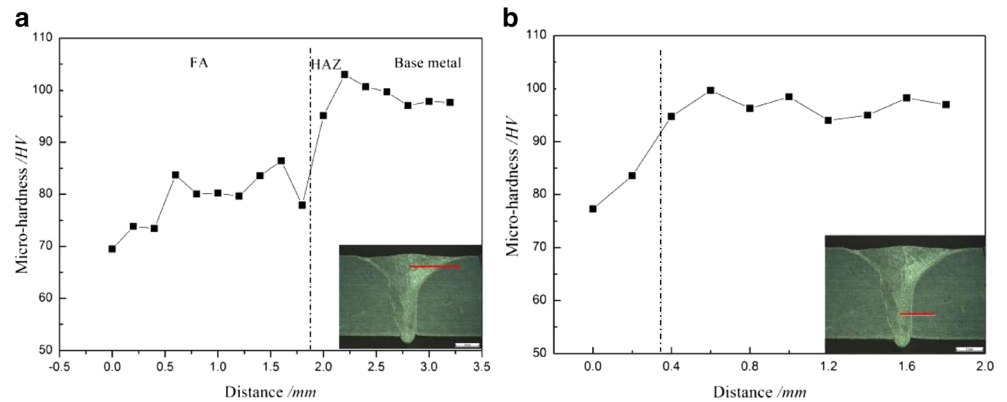 a
110
100
90
80
70
60
50
Micro-hardness /HV
FA
HAZ
Base metal
-0.5 0.0 0.5 1.0 1.5 2.0 2.5 3.0 3.5
Distance /mm
b
110
100
90
80
70
60
50
Micro-hardness /HV
0.0 0.4 0.8 1.2 1.6 2.0
Distance /mm